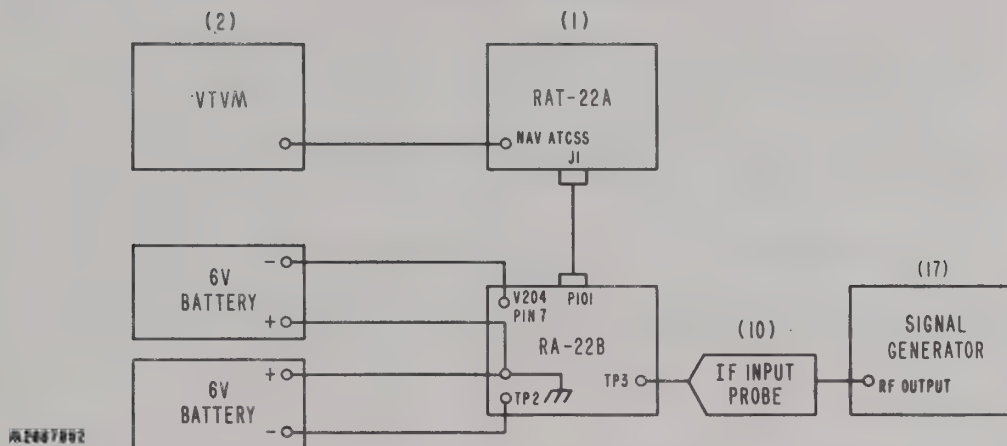 (2)
(1)
VTVM
RAT-22A
NAV ATCSS
J1
6V
BATTERY
-
+
V204
PIN 7
P101
RA-22B
TP3
TP2
6V
BATTERY
+
-
(10)
IF INPUT
PROBE
(17)
SIGNAL
GENERATOR
RF OUTPUT